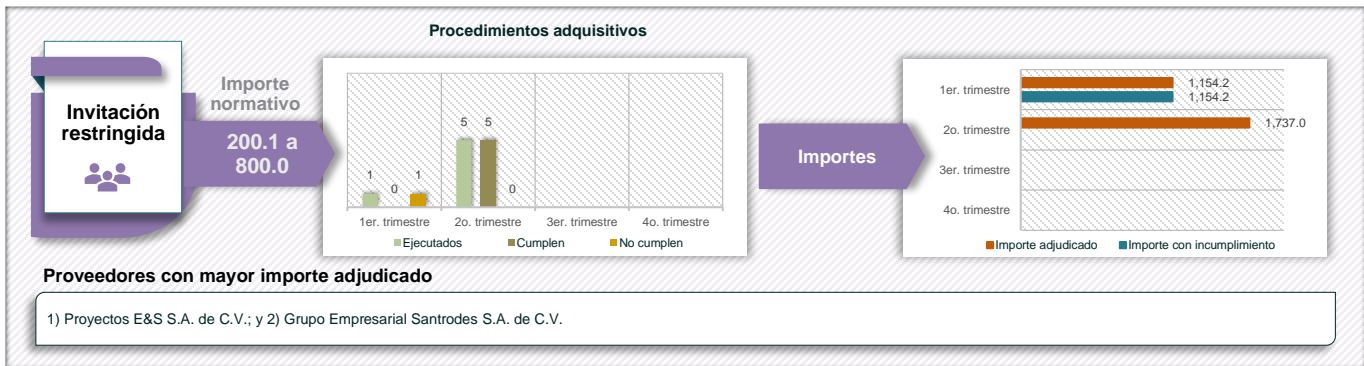 Procedimientos adquisitivos
Invitación
restringida
Importe
normativo
200.1 a
800.0
1
0
1
5
5
0
1er. trimestre
2o. trimestre
3er. trimestre
4o. trimestre
Ejecutados
Cumplen
No cumplen
Importes
1er. trimestre
1,154.2
1,154.2
2o. trimestre
1,737.0
3er. trimestre
4o. trimestre
Importe adjudicado
Importe con incumplimiento
Proveedores con mayor importe adjudicado
1) Proyectos E&S S.A. de C.V.; y 2) Grupo Empresarial Santrodes S.A. de C.V.